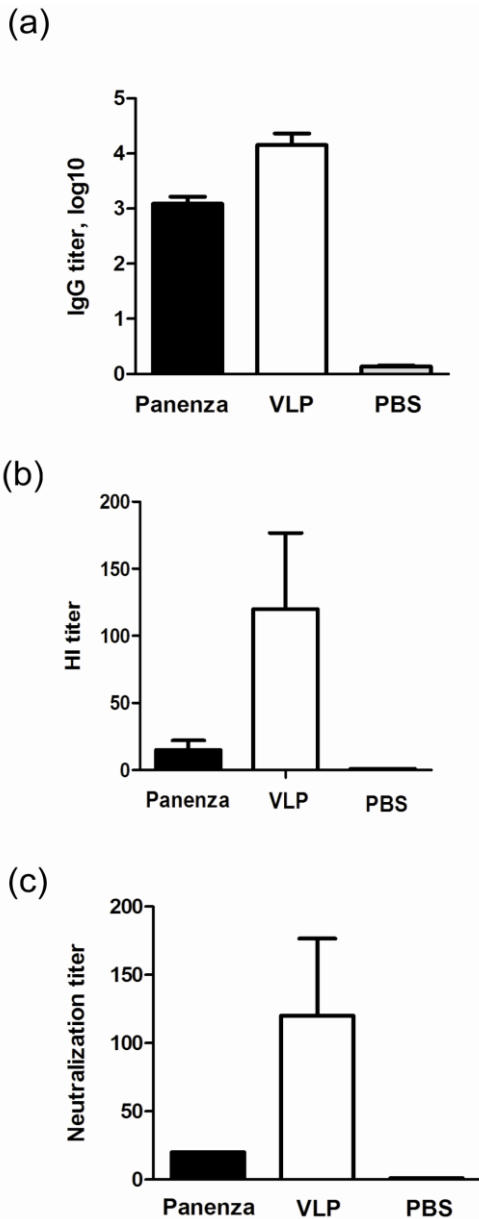 (a)
IgG titer, log10
5
4
3
2
1
0
Panenza VLP PBS
(b)
HI titer
200
150
100
50
0
Panenza VLP PBS
(c)
Neutralization titer
200
150
100
50
0
Panenza VLP PBS